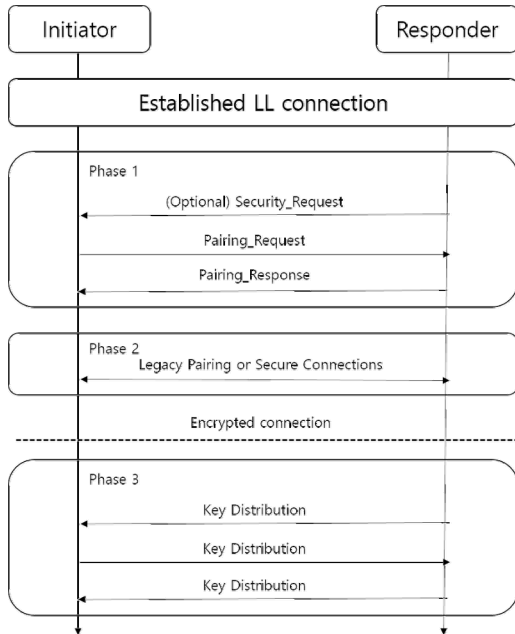 Initiator
Responder
Established LL connection
Phase 1
(Optional) Security_Request
Pairing_Request
Pairing_Response
Phase 2
Legacy Pairing or Secure Connections
Encrypted connection
Phase 3
Key Distribution
Key Distribution
Key Distribution